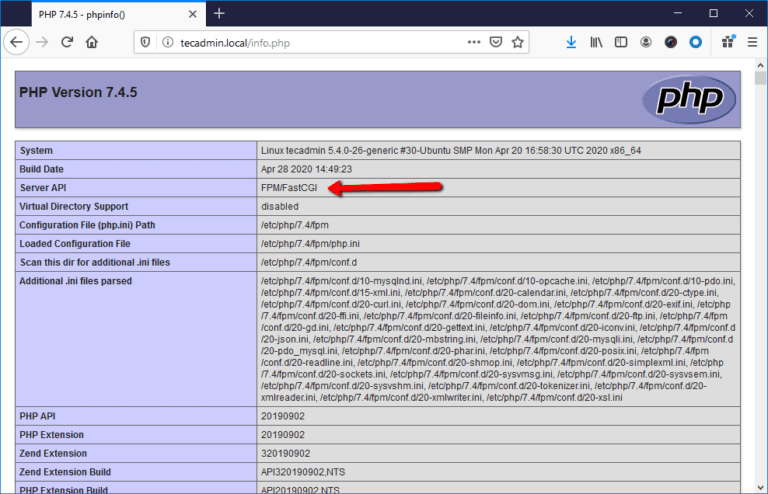 PHP 7.4.5 - phpinfo()
tecadmin.local/info.php
PHP Version 7.4.5
php
System Linux tecadmin 5.4.0-26-generic #30-Ubuntu SMP Mon Apr 20 16:58:30 UTC 2020 x86_64
Build Date Apr 28 2020 14:49:23
Server API FPM/FastCGI
Virtual Directory Support disabled
Configuration File (php.ini) Path /etc/php/7.4/fpm
Loaded Configuration File /etc/php/7.4/fpm/php.ini
Scan this dir for additional .ini files /etc/php/7.4/fpm/conf.d
Additional .ini files parsed /etc/php/7.4/fpm/conf.d/10-mysqlnd.ini, /etc/php/7.4/fpm/conf.d/10-opcache.ini, /etc/php/7.4/fpm/conf.d/10-pdo.ini,
/etc/php/7.4/fpm/conf.d/15-xml.ini, /etc/php/7.4/fpm/conf.d/20-calendar.ini, /etc/php/7.4/fpm/conf.d/20-ctype.ini,
/etc/php/7.4/fpm/conf.d/20-curl.ini, /etc/php/7.4/fpm/conf.d/20-dom.ini, /etc/php/7.4/fpm/conf.d/20-exif.ini, /etc/php
/7.4/fpm/conf.d/20-ffi.ini, /etc/php/7.4/fpm/conf.d/20-fileinfo.ini, /etc/php/7.4/fpm/conf.d/20-ftp.ini, /etc/php/7.4/fpm
/conf.d/20-gd.ini, /etc/php/7.4/fpm/conf.d/20-gettext.ini, /etc/php/7.4/fpm/conf.d/20-iconv.ini, /etc/php/7.4/fpm/conf.d
/20-json.ini, /etc/php/7.4/fpm/conf.d/20-mbstring.ini, /etc/php/7.4/fpm/conf.d/20-mysqli.ini, /etc/php/7.4/fpm/conf.d
/20-pdo_mysql.ini, /etc/php/7.4/fpm/conf.d/20-phar.ini, /etc/php/7.4/fpm/conf.d/20-posix.ini, /etc/php/7.4/fpm
/conf.d/20-readline.ini, /etc/php/7.4/fpm/conf.d/20-shmop.ini, /etc/php/7.4/fpm/conf.d/20-simplexml.ini, /etc/php
/7.4/fpm/conf.d/20-sockets.ini, /etc/php/7.4/fpm/conf.d/20-sysvmsg.ini, /etc/php/7.4/fpm/conf.d/20-sysvsem.ini,
/etc/php/7.4/fpm/conf.d/20-sysvshm.ini, /etc/php/7.4/fpm/conf.d/20-tokenizer.ini, /etc/php/7.4/fpm/conf.d/20-
xmlreader.ini, /etc/php/7.4/fpm/conf.d/20-xmlwriter.ini, /etc/php/7.4/fpm/conf.d/20-xsl.ini
PHP API 20190902
PHP Extension 20190902
Zend Extension 320190902
Zend Extension Build API320190902,NTS
PHP Extension Build API20190902,NTS